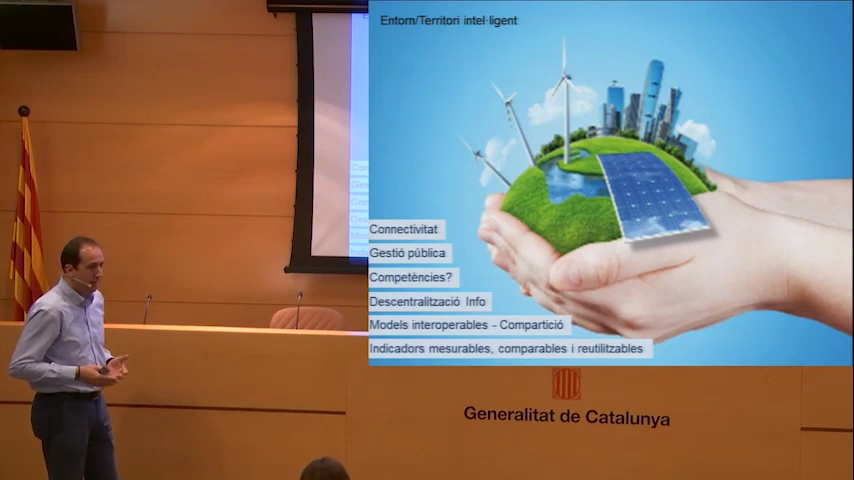 Entorn/Territori intel·ligent
Connectivitat
Gestió pública
Competències?
Descentralització Info
Models interoperables - Compartició
Indicadors mesurables, comparables i reutilitzables
Generalitat de Catalunya